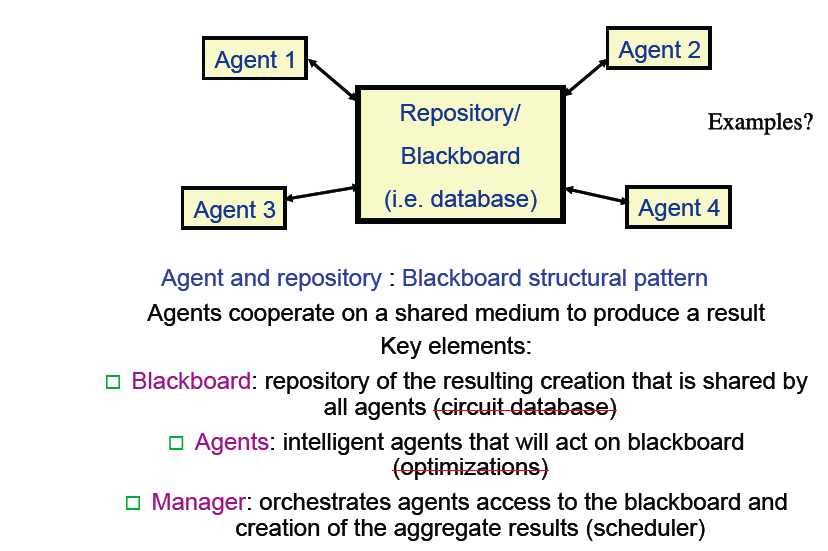 Agent 1
Agent 2
Repository/
Blackboard
(i.e. database)
Examples?
Agent 3
Agent 4
Agent and repository : Blackboard structural pattern
Agents cooperate on a shared medium to produce a result
Key elements:
Blackboard: repository of the resulting creation that is shared by
all agents (circuit database)
Agents: intelligent agents that will act on blackboard
(optimizations)
Manager: orchestrates agents access to the blackboard and
creation of the aggregate results (scheduler)